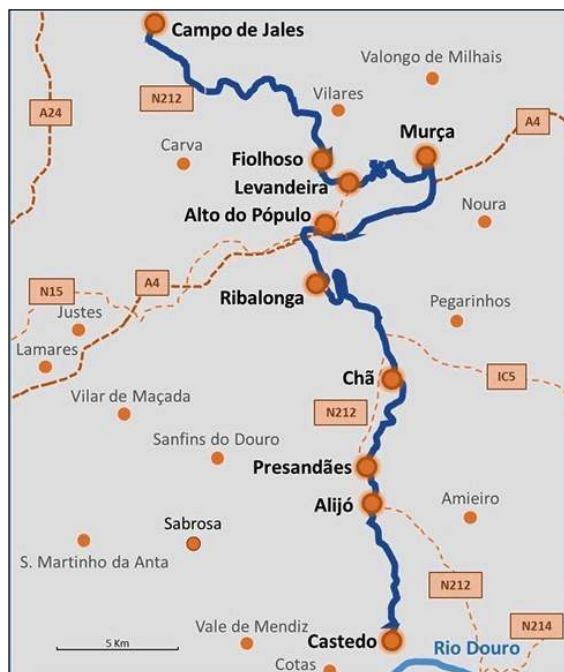 Campo de Jales
Valongo de Milhais
N212
A24
Vilares
A4
Murça
Carva
Fiolhoso
Levandeira
Noura
Alto do Pópulo
A4
N15
Justes
Ribalonga
Pegarinhos
Lamares
Chã
IC5
Vilar de Maçada
N212
Sanfins do Douro
Presandães
Alijó
Amieiro
Sabrosa
S. Martinho da Anta
N212
N214
Vale de Mendiz
Castedo
Rio Douro
5 Km
Cotas